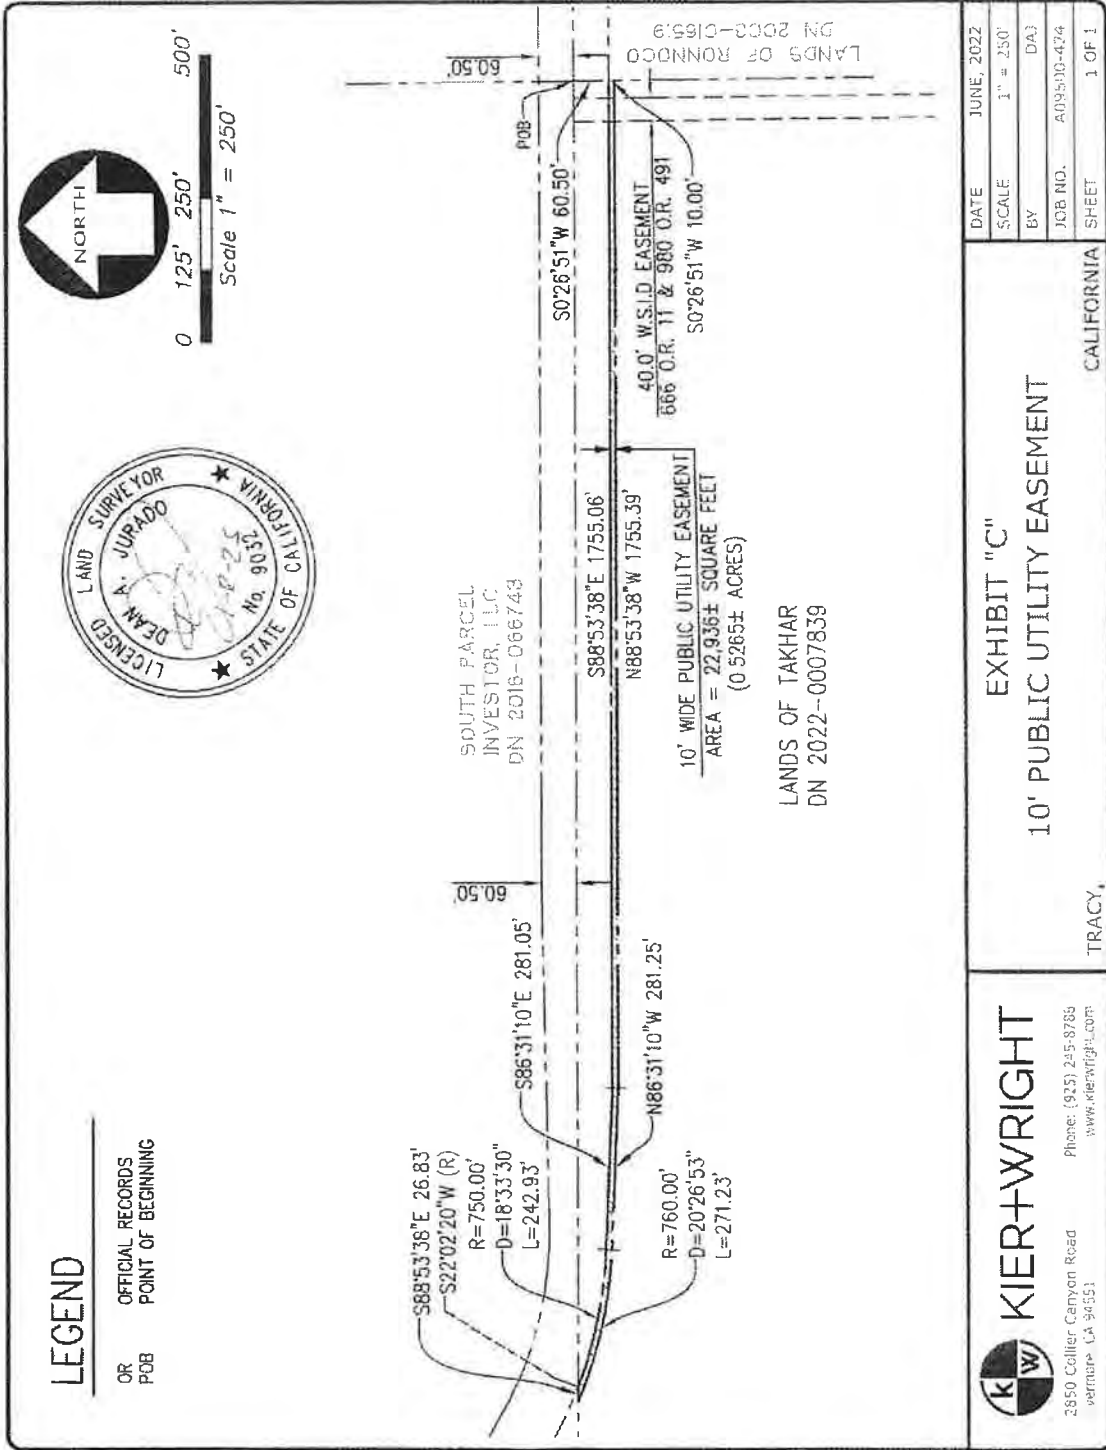 LEGEND
OR OFFICIAL RECORDS
POB POINT OF BEGINNING
LICENSED LAND SURVEYOR
DEAN A. JURADO
No. 9032
STATE OF CALIFORNIA
NORTH
0 125' 250' 500'
Scale 1" = 250'
SOUTH PARCEL
INVESTOR, LLC
DN 2016-066743
60.50'
60.50'
POB
LANDS OF RONNOCO
S88°53'38"E 26.83'
S22°02'20"W (R)
R=750.00'
D=18°33'30"
L=242.93'
S86°31'10"E 281.05'
S88°53'38"E 1755.06'
S0°26'51"W 60.50'
R=760.00'
D=20°26'53"
L=271.23'
N86°31'10"W 281.25'
N88°53'38"W 1755.39'
40.0' W.S.I.D EASEMENT
666 O.R. 11 & 980 O.R. 491
S0°26'51"W 10.00'
10' WIDE PUBLIC UTILITY EASEMENT
AREA = 22,936± SQUARE FEET
(0.5265± ACRES)
LANDS OF TAKHAR
DN 2022-0007839
KW KIER+WRIGHT
2850 Collier Canyon Road Phone: (925) 245-8788
vermore, CA 94551 www.kierwright.com
EXHIBIT "C"
10' PUBLIC UTILITY EASEMENT
TRACY, CALIFORNIA
DATE JUNE, 2022
SCALE 1" = 250'
BY DAJ
JOB NO. A09500-474
SHEET 1 OF 1